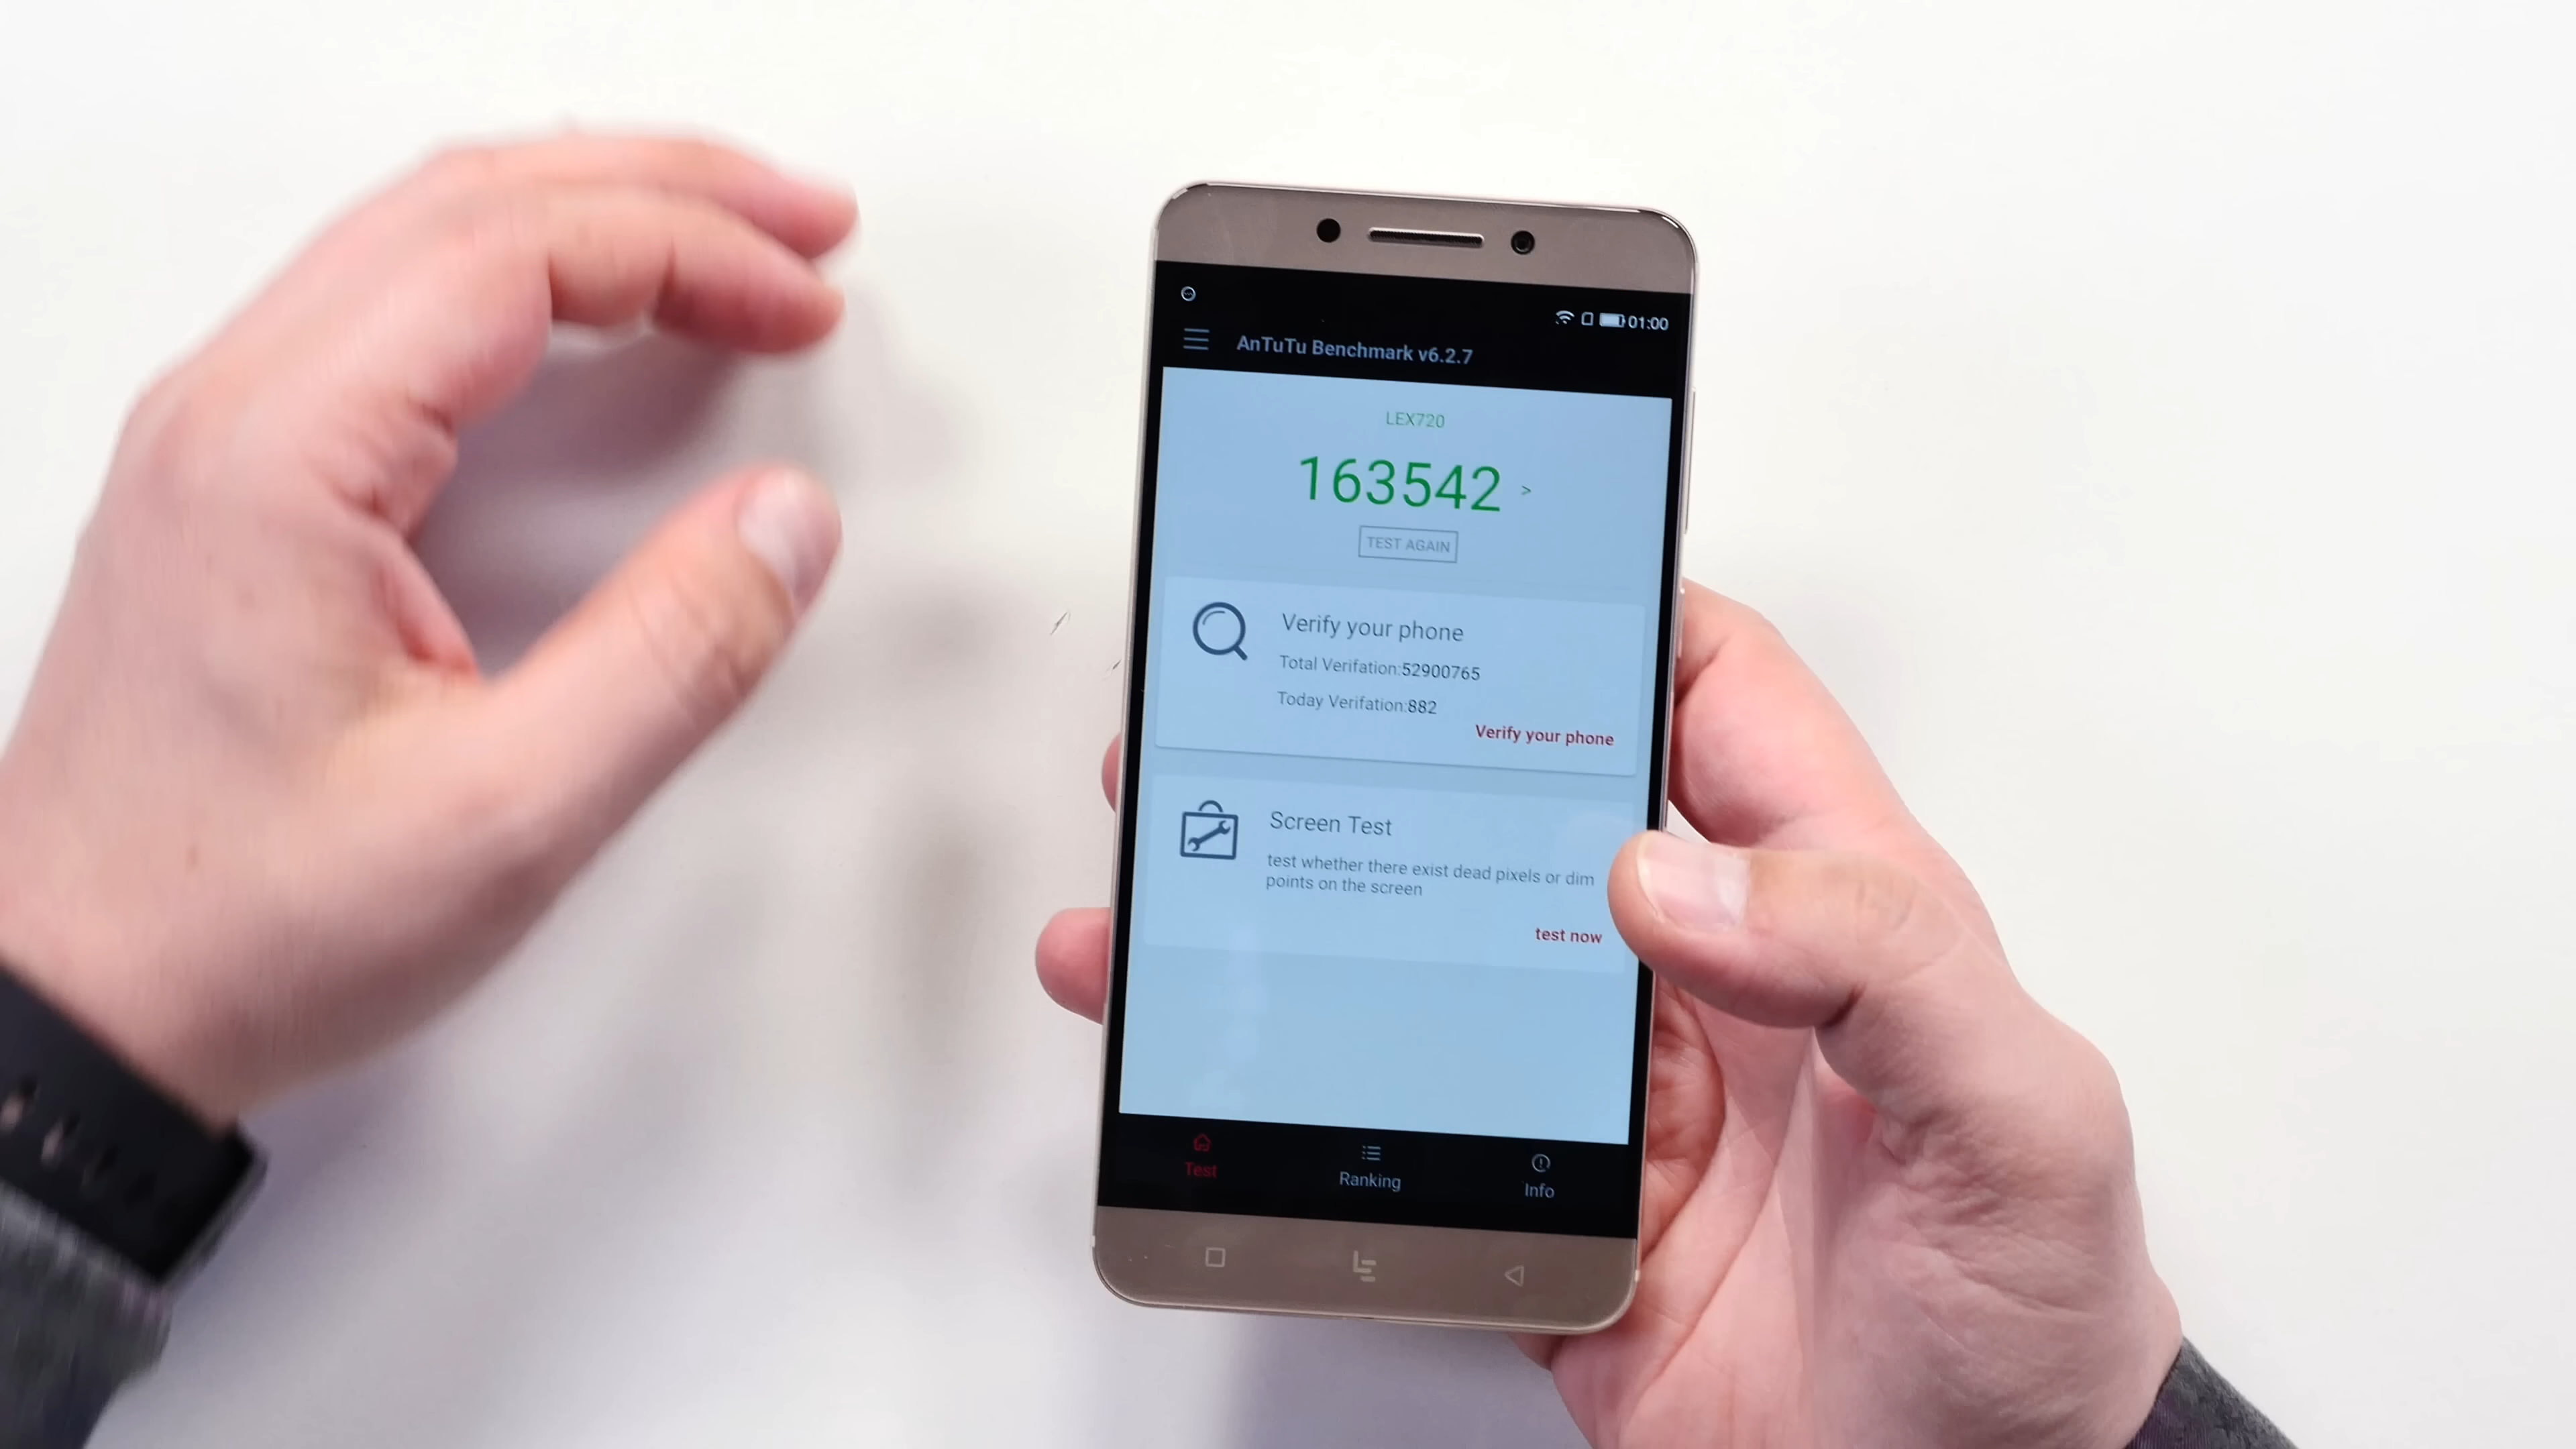 01:00
AnTuTu Benchmark v6.2.7
LEX720
163542 >
TEST AGAIN
Verify your phone
Total Verifation:52900765
Today Verifation:882
Verify your phone
Screen Test
test whether there exist dead pixels or dim
points on the screen
test now
Test
Ranking
Info